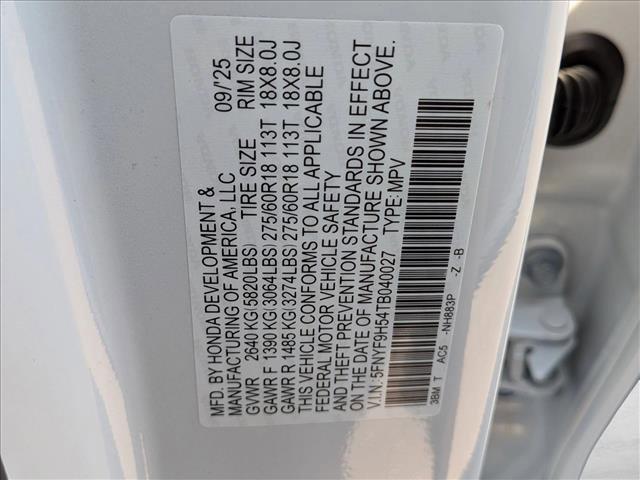 MFD. BY HONDA DEVELOPMENT & 09/'25
MANUFACTURING OF AMERICA, LLC
GVWR 2640 KG(5820LBS) TIRE SIZE RIM SIZE
GAWR F 1390 KG(3064LBS) 275/60R18 113T 18X8.0J
GAWR R 1485 KG(3274LBS) 275/60R18 113T 18X8.0J
THIS VEHICLE CONFORMS TO ALL APPLICABLE
FEDERAL MOTOR VEHICLE SAFETY
AND THEFT PREVENTION STANDARDS IN EFFECT
ON THE DATE OF MANUFACTURE SHOWN ABOVE.
V.I.N.: 5FNYF9H54TB040027 TYPE: MPV
3BM T AC5 -NH883P -Z -B